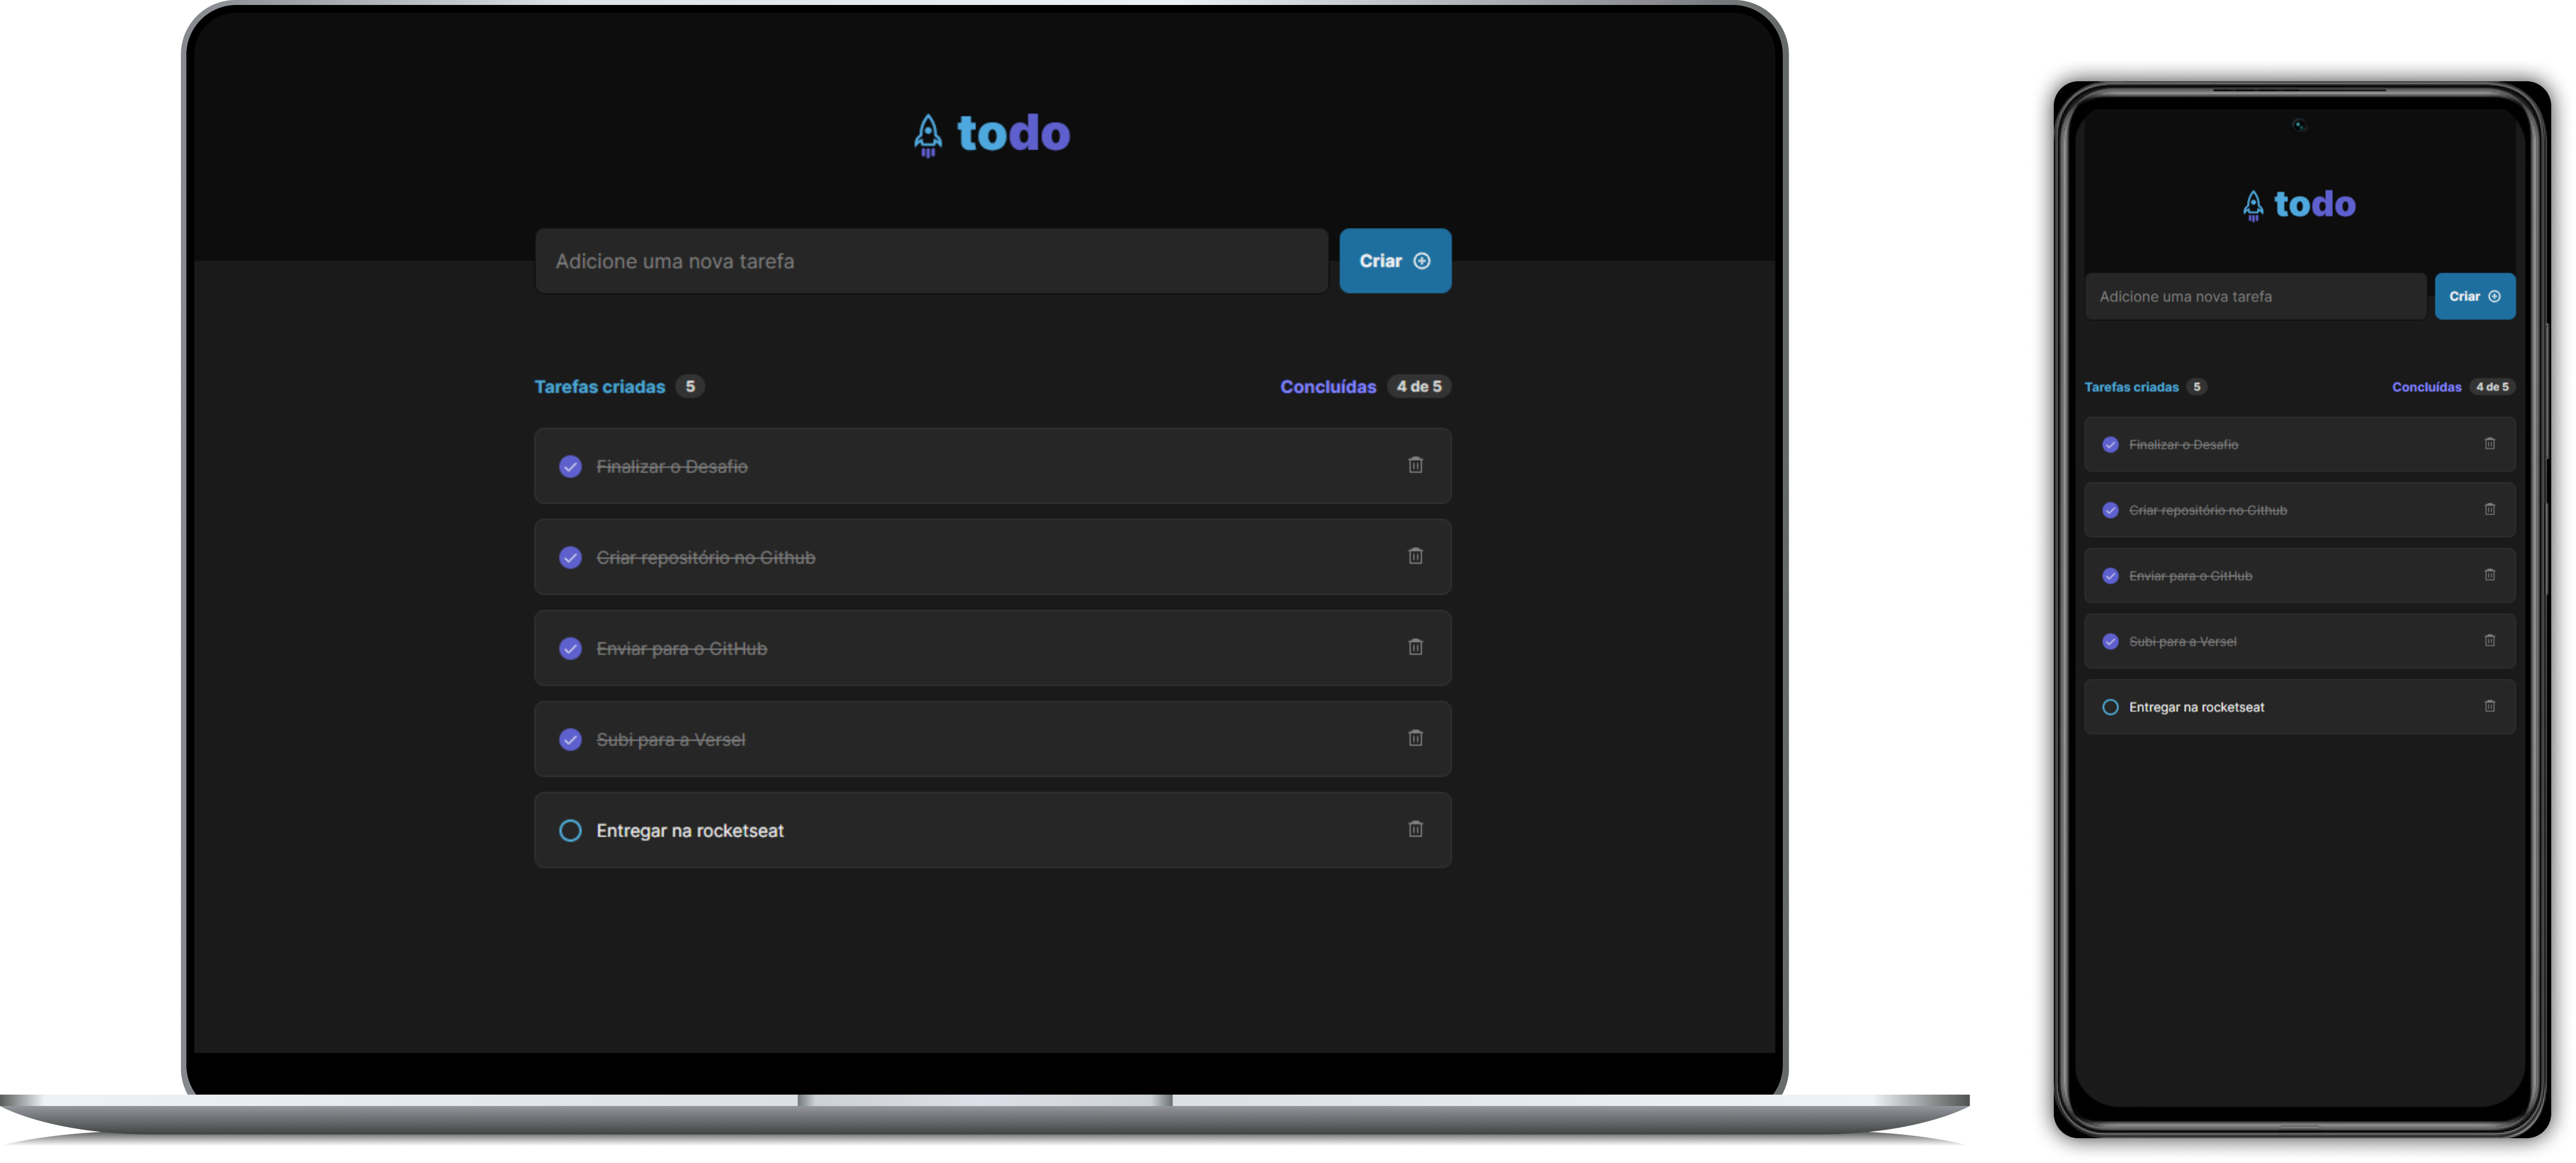 todo
Adicione uma nova tarefa
Criar
Tarefas criadas 5
Concluídas 4 de 5
Finalizar o Desafio
Criar repositório no Github
Enviar para o GitHub
Subi para a Versel
Entregar na rocketseat
todo
Adicione uma nova tarefa
Criar
Tarefas criadas 5
Concluídas 4 de 5
Finalizar o Desafio
Criar repositório no Github
Enviar para o GitHub
Subi para a Versel
Entregar na rocketseat